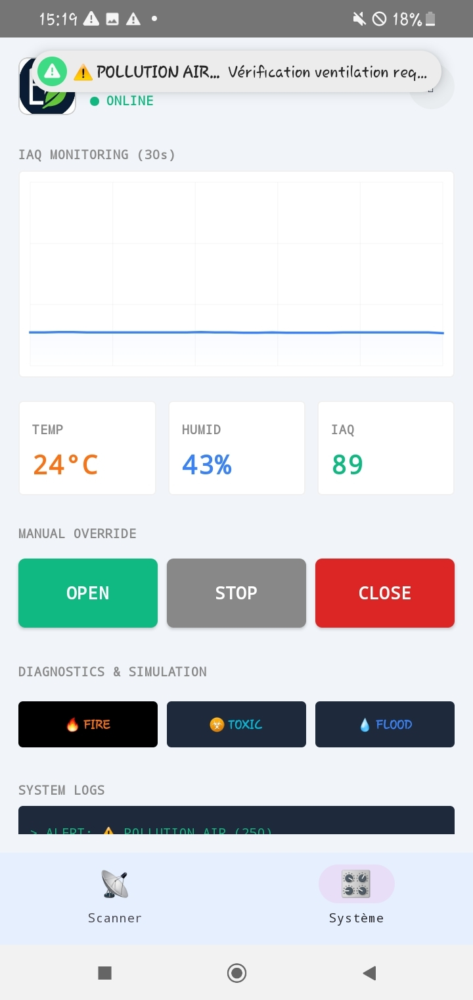 15:19 18%
⚠️ POLLUTION AIR... Vérification ventilation req...
ONLINE
IAQ MONITORING (30s)
TEMP HUMID IAQ
24°C 43% 89
MANUAL OVERRIDE
OPEN STOP CLOSE
DIAGNOSTICS & SIMULATION
🔥 FIRE ☣ TOXIC 💧 FLOOD
SYSTEM LOGS
> ALERT: ⚠️ POLLUTION AIR (250)
Scanner Système